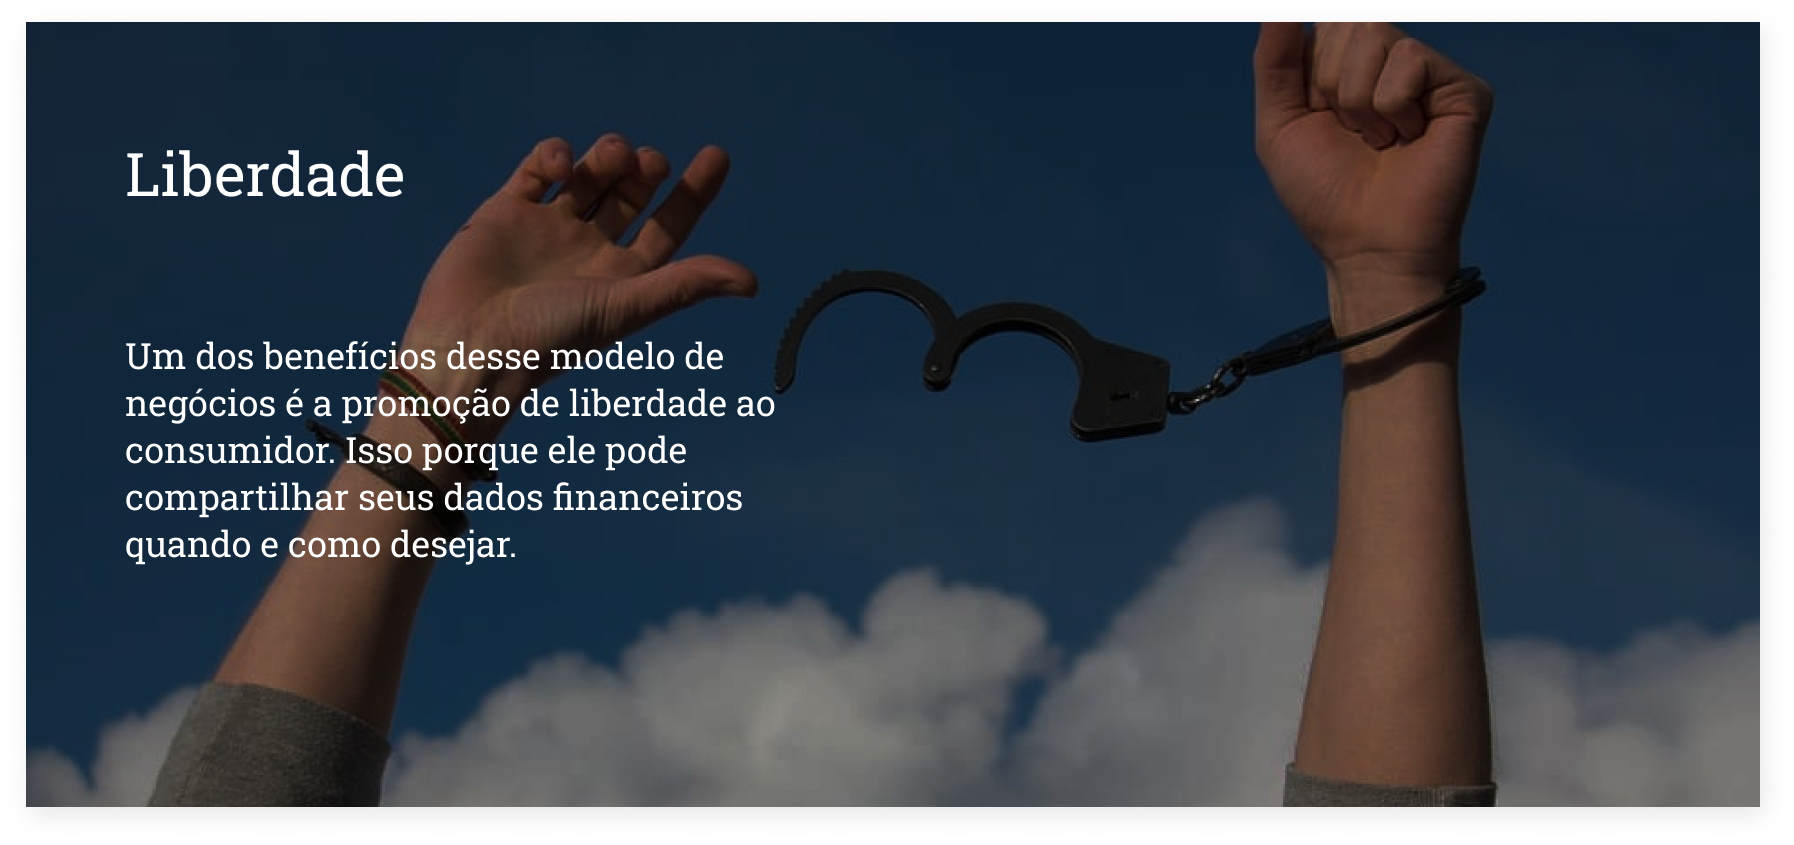 Liberdade
Um dos benefícios desse modelo de
negócios é a promoção de liberdade ao
consumidor. Isso porque ele pode
compartilhar seus dados financeiros
quando e como desejar.